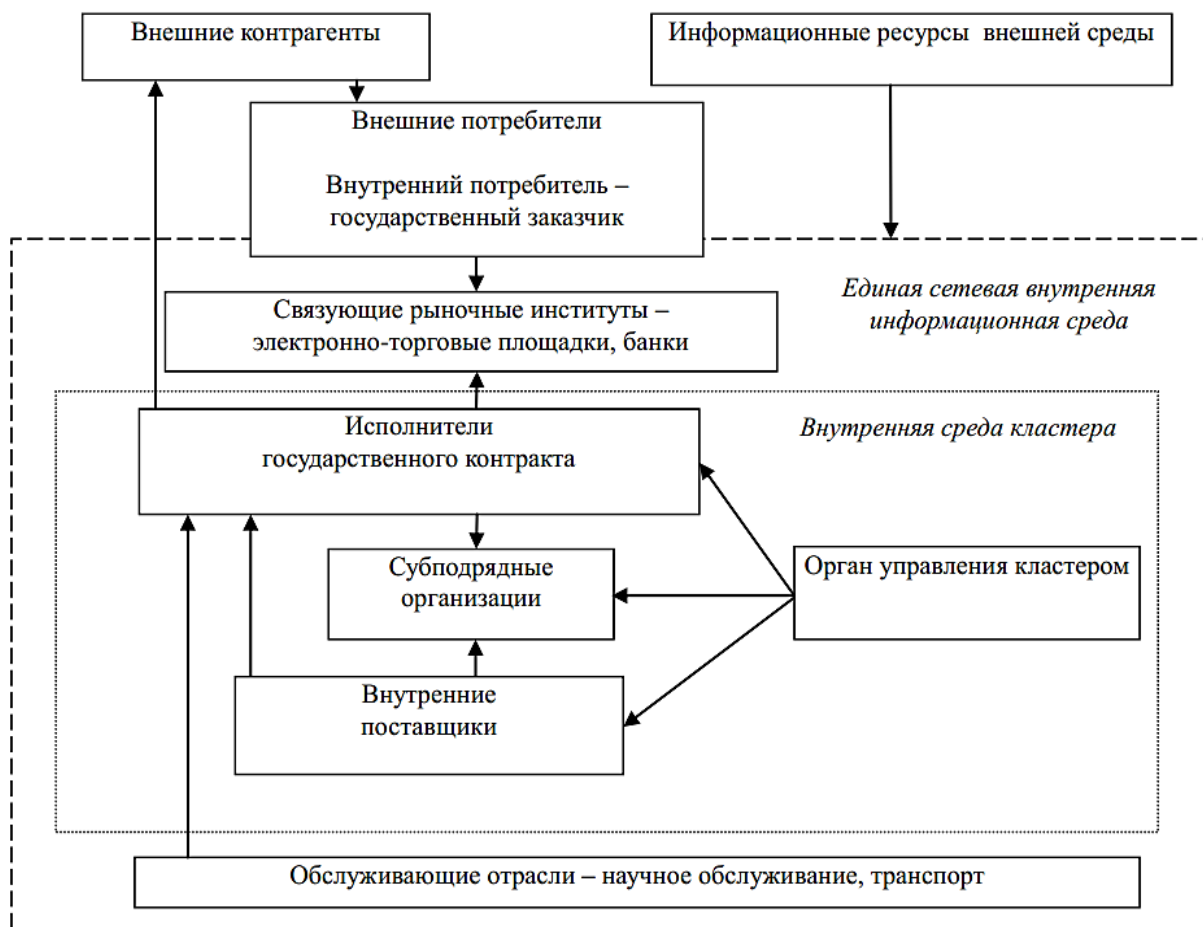 Внешние контрагенты
Информационные ресурсы внешней среды
Внешние потребители
Внутренний потребитель –
государственный заказчик
Единая сетевая внутренняя
информационная среда
Связующие рыночные институты –
электронно-торговые площадки, банки
Внутренняя среда кластера
Исполнители
государственного контракта
Субподрядные
организации
Орган управления кластером
Внутренние
поставщики
Обслуживающие отрасли – научное обслуживание, транспорт